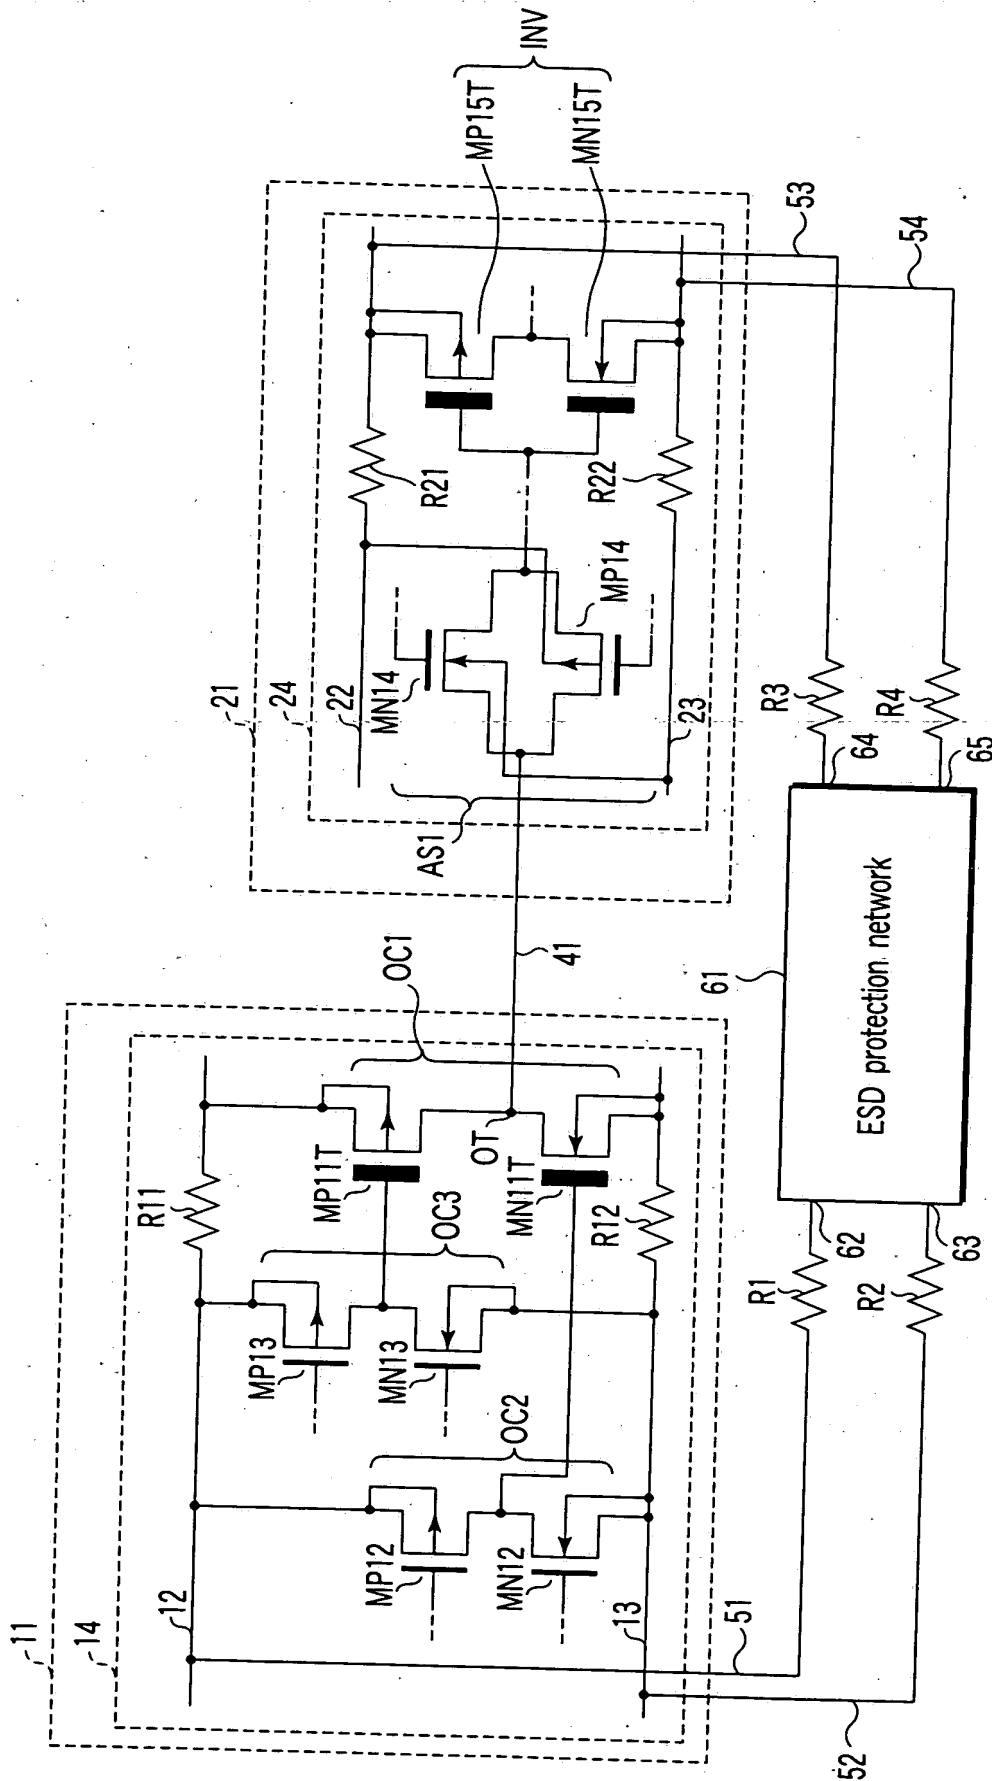 11
14
12
R11
MP13
MP11T
OC1
OC3
MN13
OT
MN11T
MP12
OC2
MN12
R12
13
51
52
41
21
24
22
R21
MN14
AS1
MP14
R22
23
MP15T
MN15T
INV
53
54
R1
R2
62
63
61
ESD protection network
64
65
R3
R4